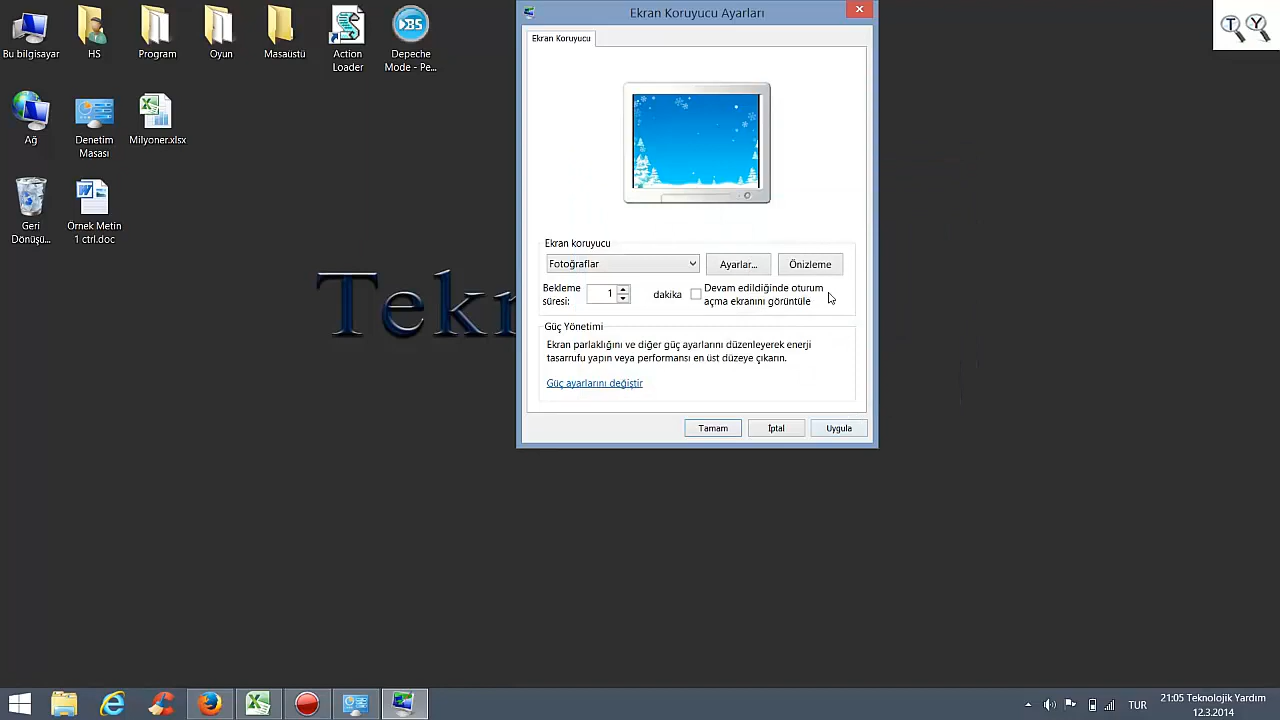 Bu bilgisayar
HS
Program
Oyun
Masaüstü
Action
Loader
Depeche
Mode - Pe...
Ağ
Denetim
Masası
Milyoner.xlsx
Geri
Dönüşü...
Örnek Metin
1 ctrl.doc
Tekn
T
Y
Ekran Koruyucu Ayarları
Ekran Koruyucu
Ekran koruyucu
Fotoğraflar
Ayarlar...
Önizleme
Bekleme
süresi:
1
dakika
Devam edildiğinde oturum
açma ekranını görüntüle
Güç Yönetimi
Ekran parlaklığını ve diğer güç ayarlarını düzenleyerek enerji
tasarrufu yapın veya performansı en üst düzeye çıkarın.
Güç ayarlarını değiştir
Tamam
İptal
Uygula
TUR
21:05 Teknolojik Yardım
12.3.2014